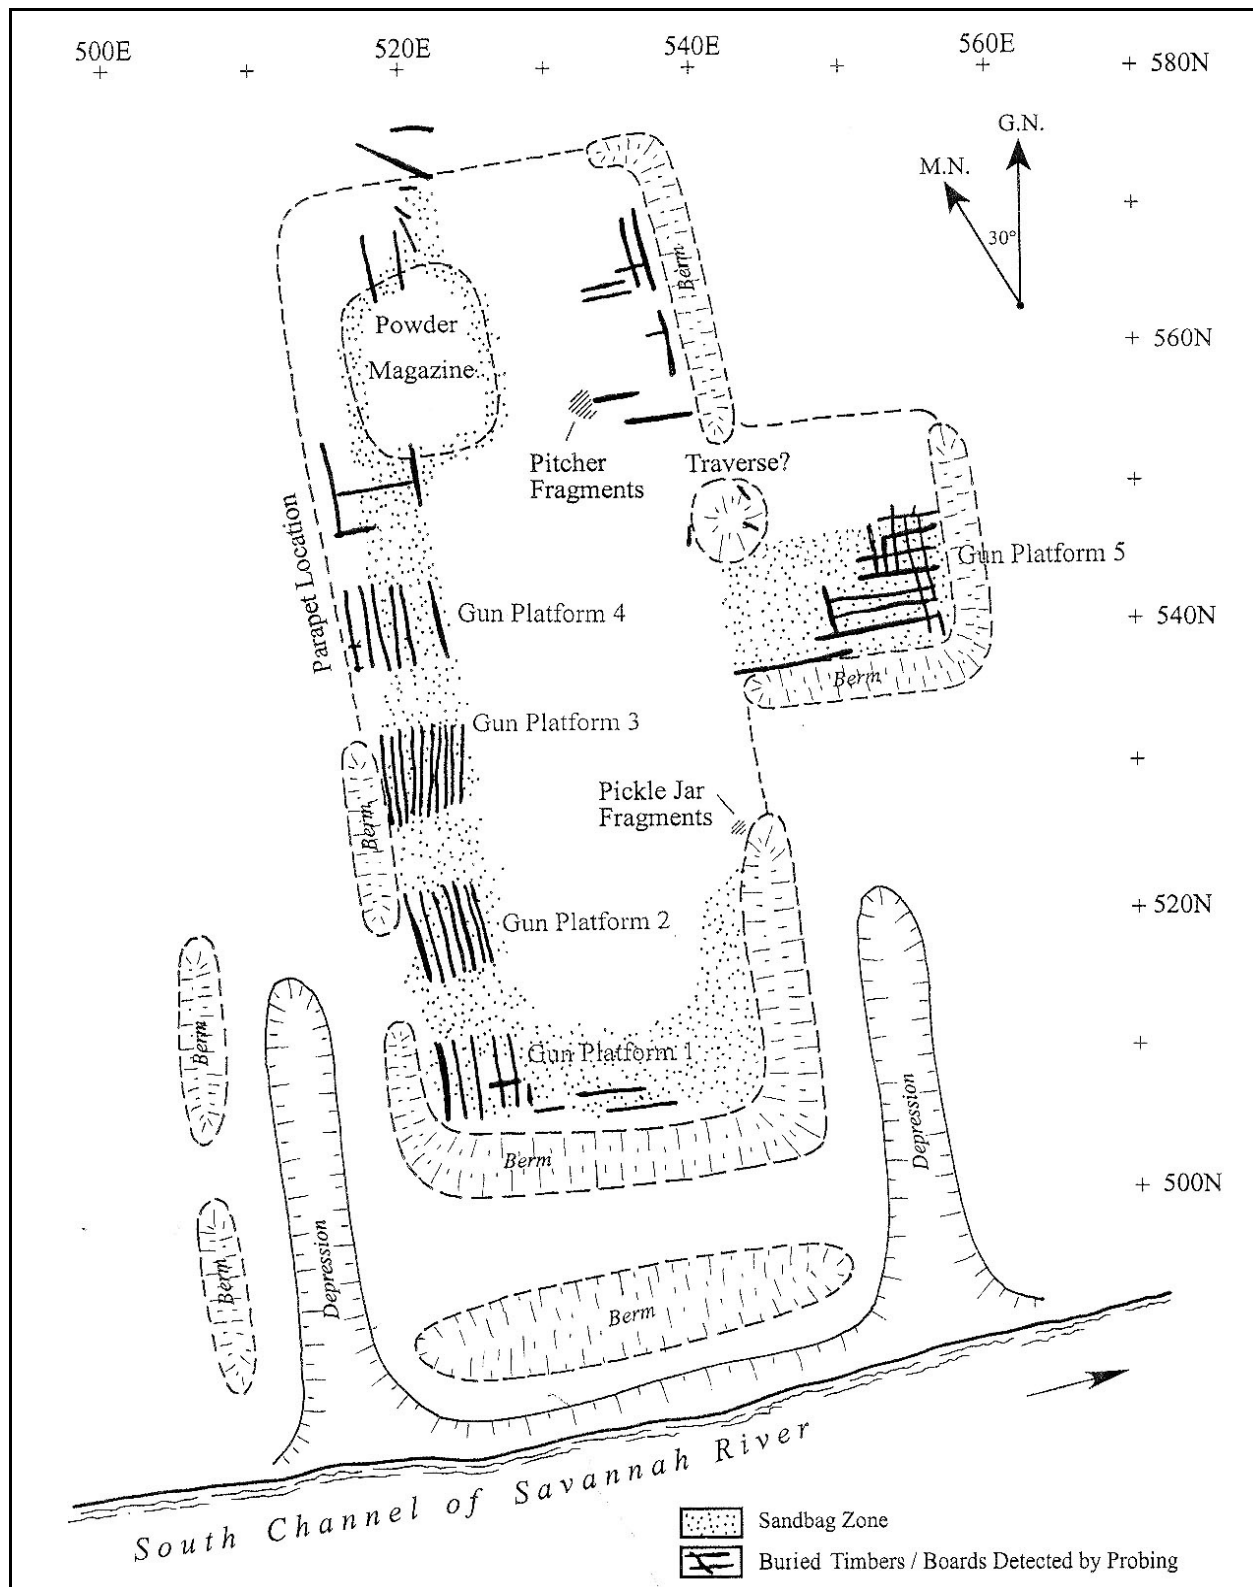 500E
520E
540E
560E
580N
G.N.
M.N.
30°
Berm
Powder
Magazine
560N
Pitcher
Fragments
Traverse?
Parapet Location
Gun Platform 5
Gun Platform 4
540N
Berm
Gun Platform 3
Pickle Jar
Fragments
Berm
Gun Platform 2
520N
Berm
Gun Platform 1
Depression
Berm
500N
Berm
Depression
Berm
South Channel of Savannah River
Sandbag Zone
Buried Timbers / Boards Detected by Probing